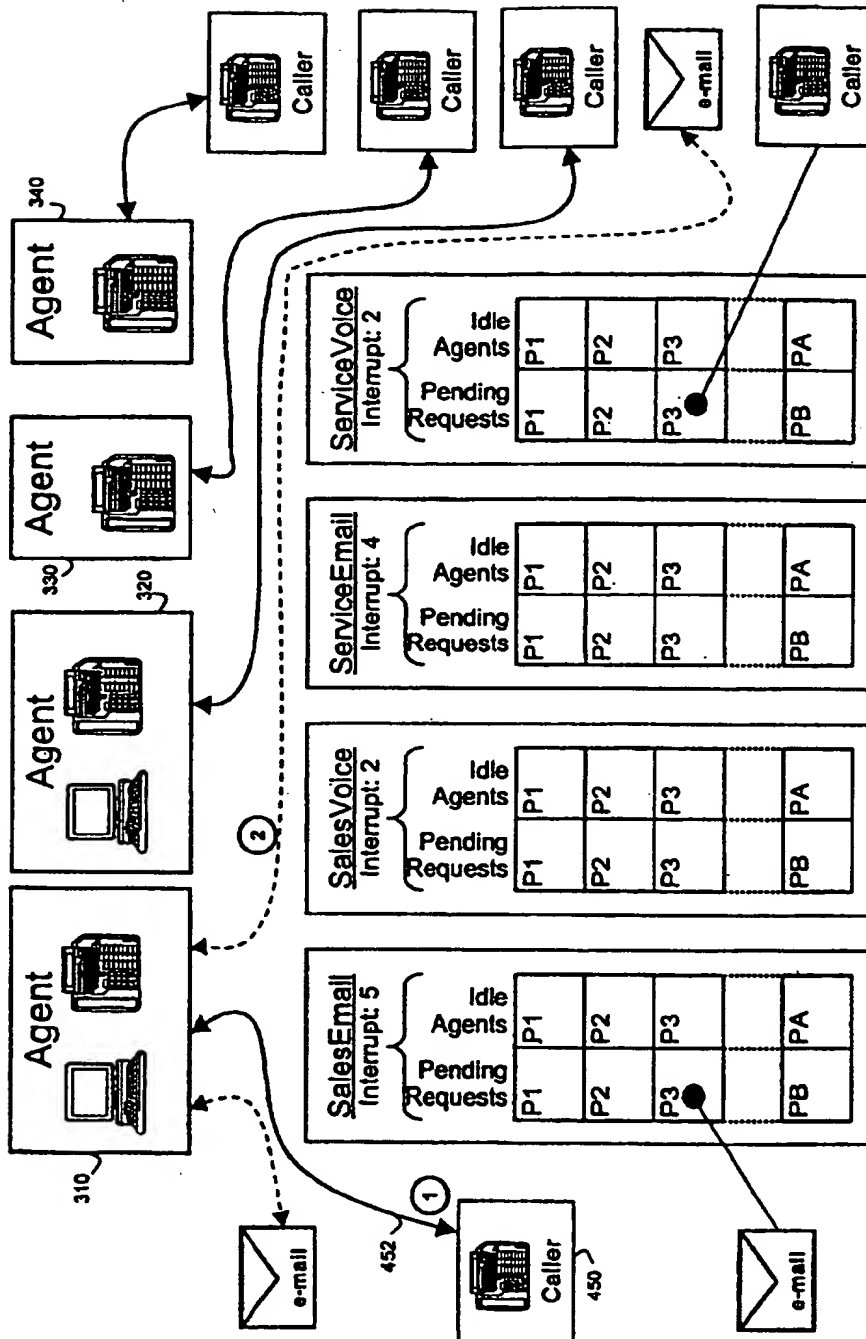 310
Agent
320
Agent
330
Agent
340
Agent
e-mail
452
1
2
Caller
450
Caller
Caller
Caller
e-mail
Caller
SalesEmail
Interrupt: 5
Pending Requests
Idle Agents
P1
P1
P2
P2
P3
P3
PB
PA
SalesVoice
Interrupt: 2
Pending Requests
Idle Agents
P1
P1
P2
P2
P3
P3
PB
PA
ServiceEmail
Interrupt: 4
Pending Requests
Idle Agents
P1
P1
P2
P2
P3
P3
PB
PA
ServiceVoice
Interrupt: 2
Pending Requests
Idle Agents
P1
P1
P2
P2
P3
P3
PB
PA
e-mail